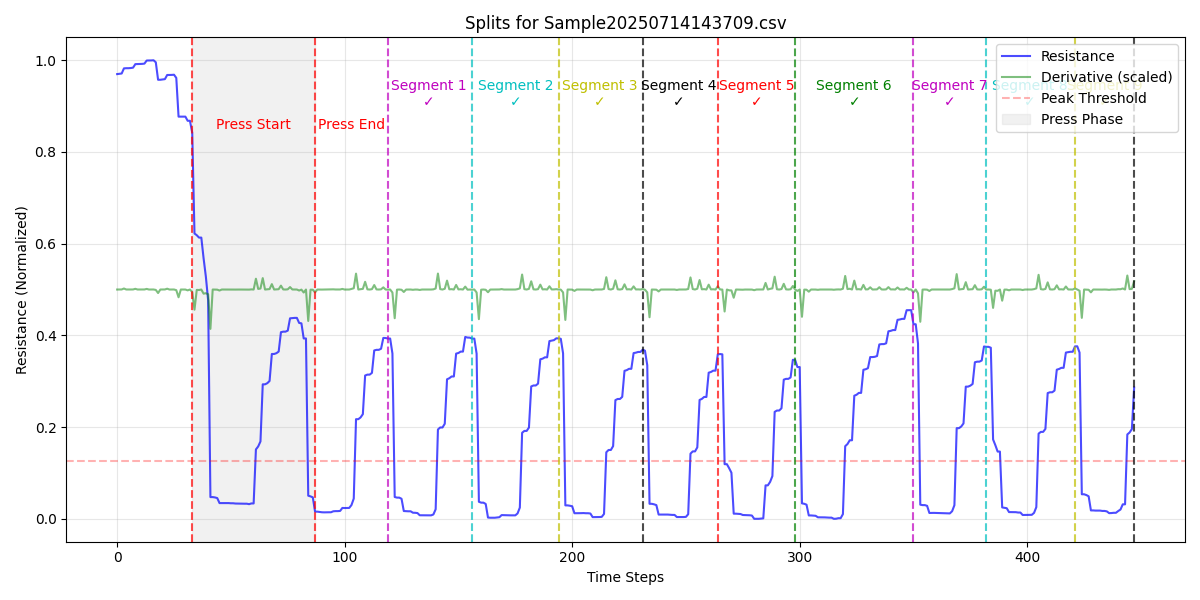 Splits for Sample20250714143709.csv
Resistance (Normalized)
1.0
0.8
0.6
0.4
0.2
0.0
Segment 1
✓
Segment 2
✓
Segment 3
✓
Segment 4
✓
Segment 5
✓
Segment 6
✓
Segment 7
✓
Segment 8
Press Start
Press End
Resistance
Derivative (scaled)
Peak Threshold
Press Phase
0
100
200
300
400
Time Steps